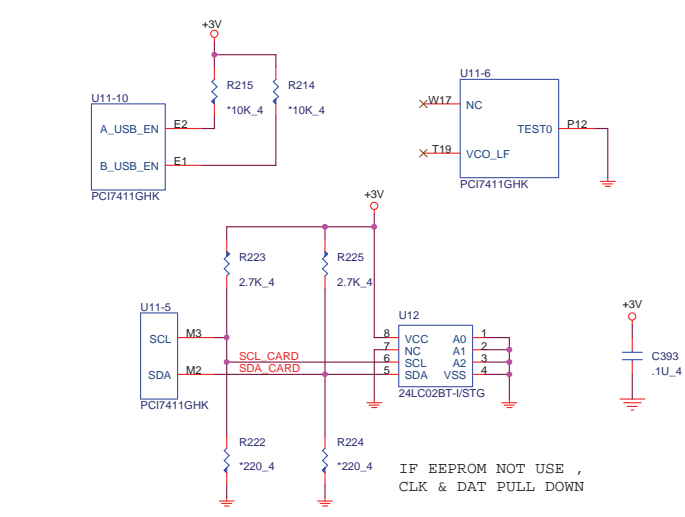 +3V
R215
R214
*10K_4
*10K_4
U11-10
A_USB_EN
E2
B_USB_EN
E1
PCI7411GHK
U11-6
W17
NC
TEST0
P12
T19
VCO_LF
PCI7411GHK
+3V
R223
2.7K_4
R225
2.7K_4
U11-5
SCL
M3
SDA
M2
PCI7411GHK
SCL_CARD
SDA_CARD
U12
8
VCC
A0
1
7
NC
A1
2
6
SCL
A2
3
5
SDA
VSS
4
24LC02BT-I/STG
+3V
C393
.1U_4
R222
*220_4
R224
*220_4
IF EEPROM NOT USE ,
CLK & DAT PULL DOWN